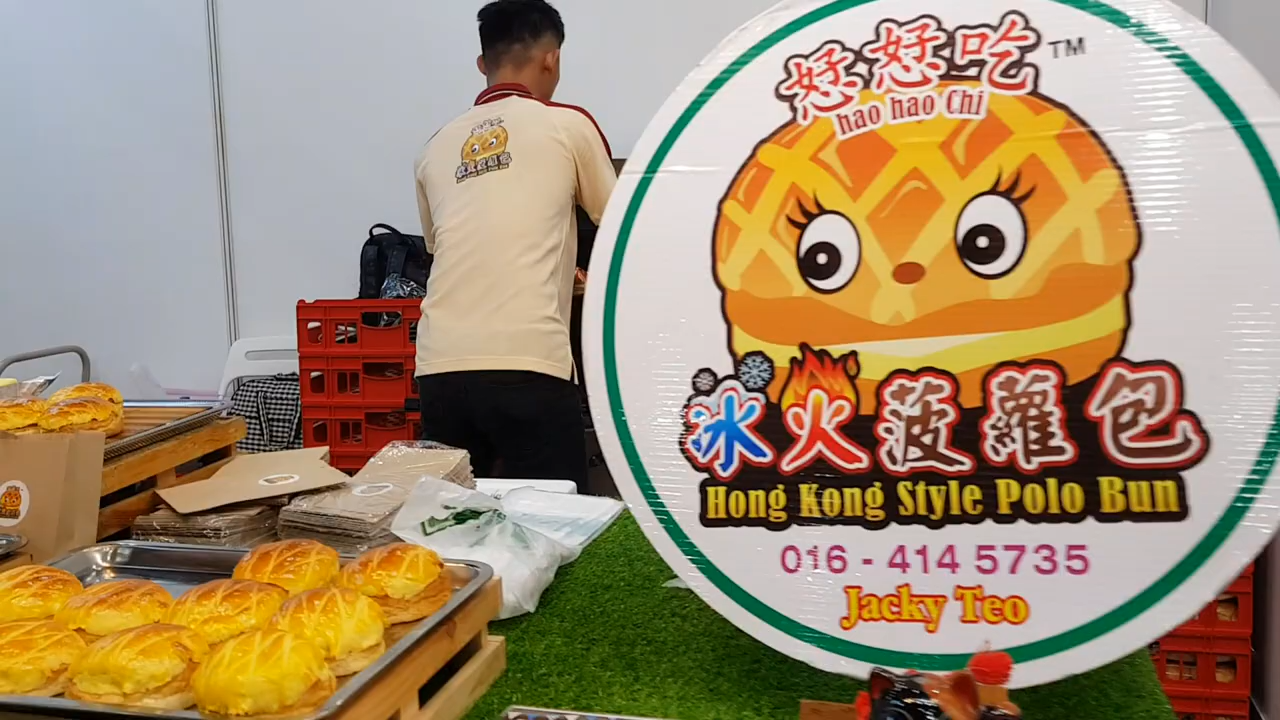 好好吃 TM
hao hao Chi
冰火菠蘿包
Hong Kong Style Polo Bun
016 - 414 5735
Jacky Teo